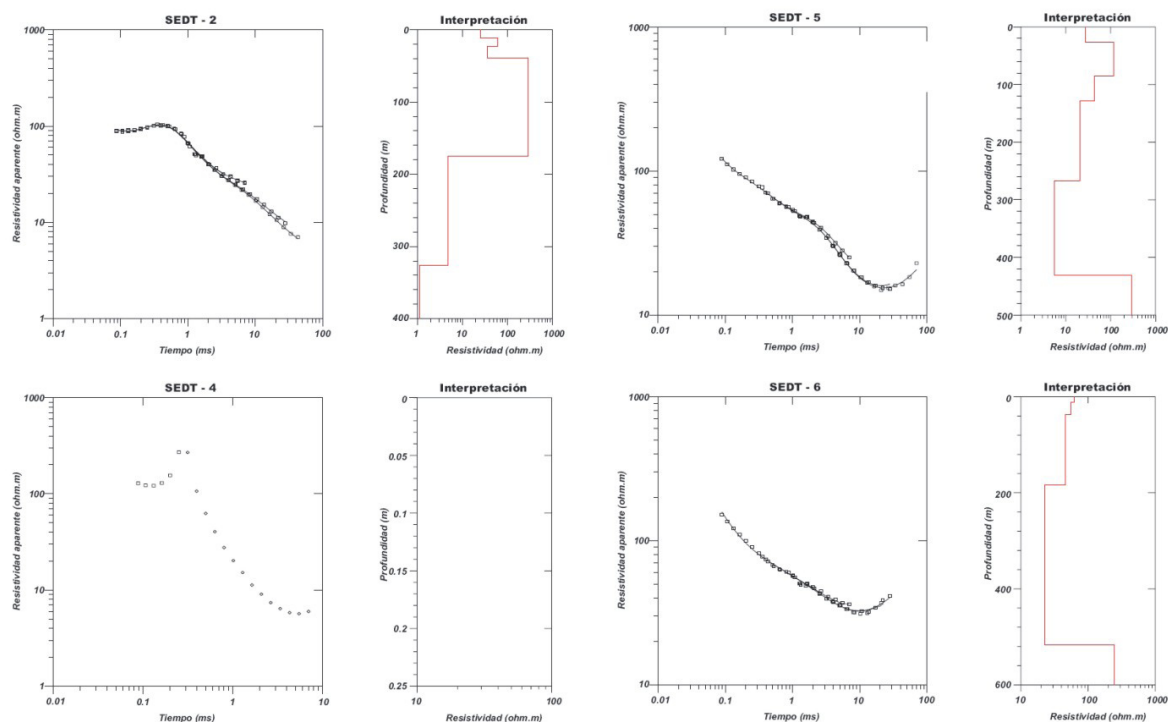 SEDT - 2
1000
100
10
1
0.01
0.1
1
10
100
Tiempo (ms)
Resistividad aparente (ohm.m)
Interpretación
0
100
200
300
400
1
10
100
1000
Resistividad (ohm.m)
Profundidad (m)
SEDT - 5
1000
100
10
0.01
0.1
1
10
100
Tiempo (ms)
Resistividad aparente (ohm.m)
Interpretación
0
100
200
300
400
500
1
10
100
1000
Resistividad (ohm.m)
Profundidad (m)
SEDT - 4
1000
100
10
1
0.01
0.1
1
10
Tiempo (ms)
Resistividad aparente (ohm.m)
Interpretación
0
0.05
0.1
0.15
0.2
0.25
10
100
Resistividad (ohm.m)
Profundidad (m)
SEDT - 6
1000
100
10
0.01
0.1
1
10
100
Tiempo (ms)
Resistividad aparente (ohm.m)
Interpretación
0
200
400
600
10
100
1000
Resistividad (ohm.m)
Profundidad (m)